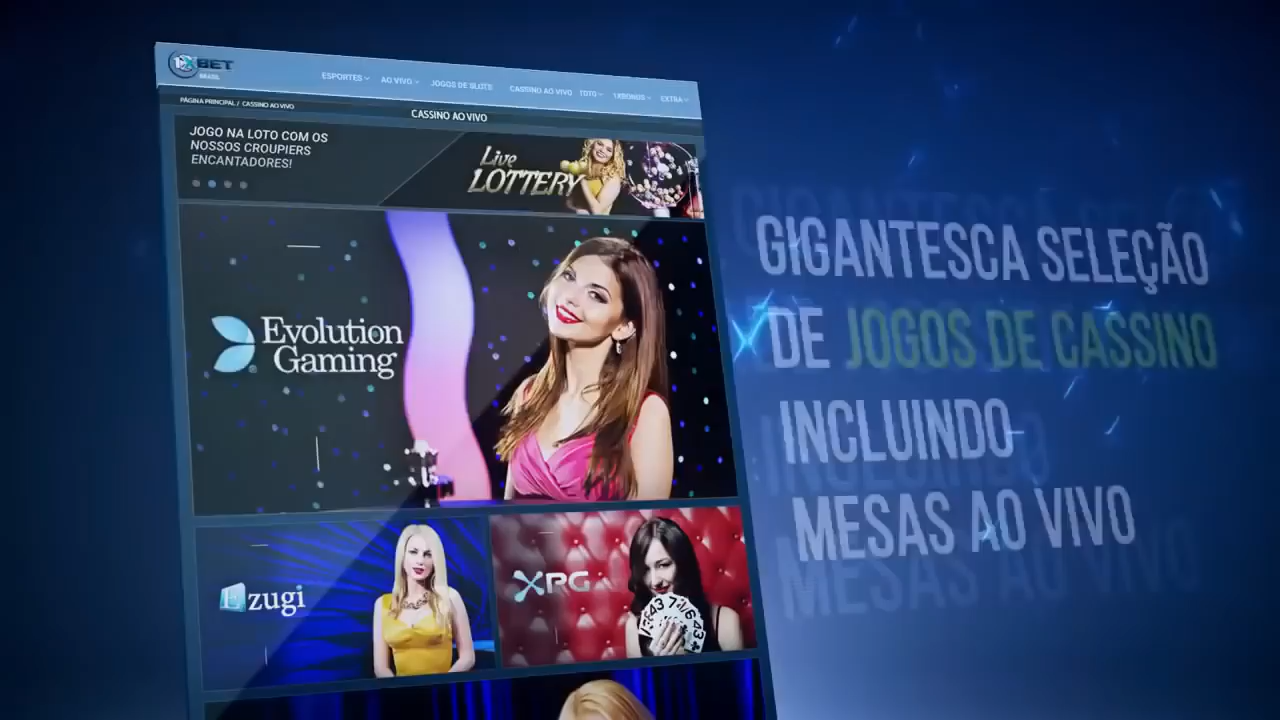 1XBET
BRASIL
ESPORTES
AO VIVO
JOGOS DE SLOTS
CASSINO AO VIVO
TOTO
1XBONUS
EXTRA
PÁGINA PRINCIPAL / CASSINO AO VIVO
CASSINO AO VIVO
JOGO NA LOTO COM OS
NOSSOS CROUPIERS
ENCANTADORES!
Live
LOTTERY
Evolution
Gaming
Ezugi
XPG
GIGANTESCA SELEÇÃO
DE JOGOS DE CASSINO
INCLUINDO
MESAS AO VIVO